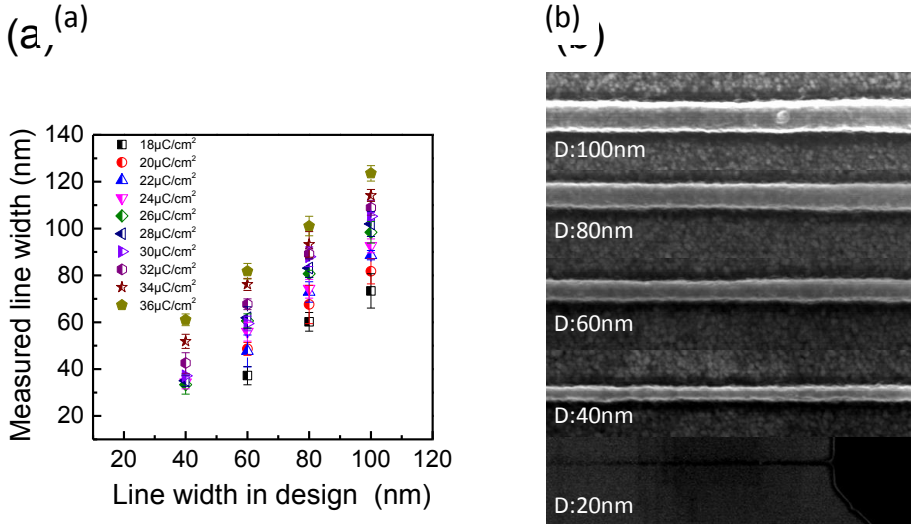 (a) (a)
(b)
(b)
Measured line width (nm)
140
120
100
80
60
40
20
18µC/cm²
20µC/cm²
22µC/cm²
24µC/cm²
26µC/cm²
28µC/cm²
30µC/cm²
32µC/cm²
34µC/cm²
36µC/cm²
20 40 60 80 100 120
Line width in design (nm)
D:100nm
D:80nm
D:60nm
D:40nm
D:20nm